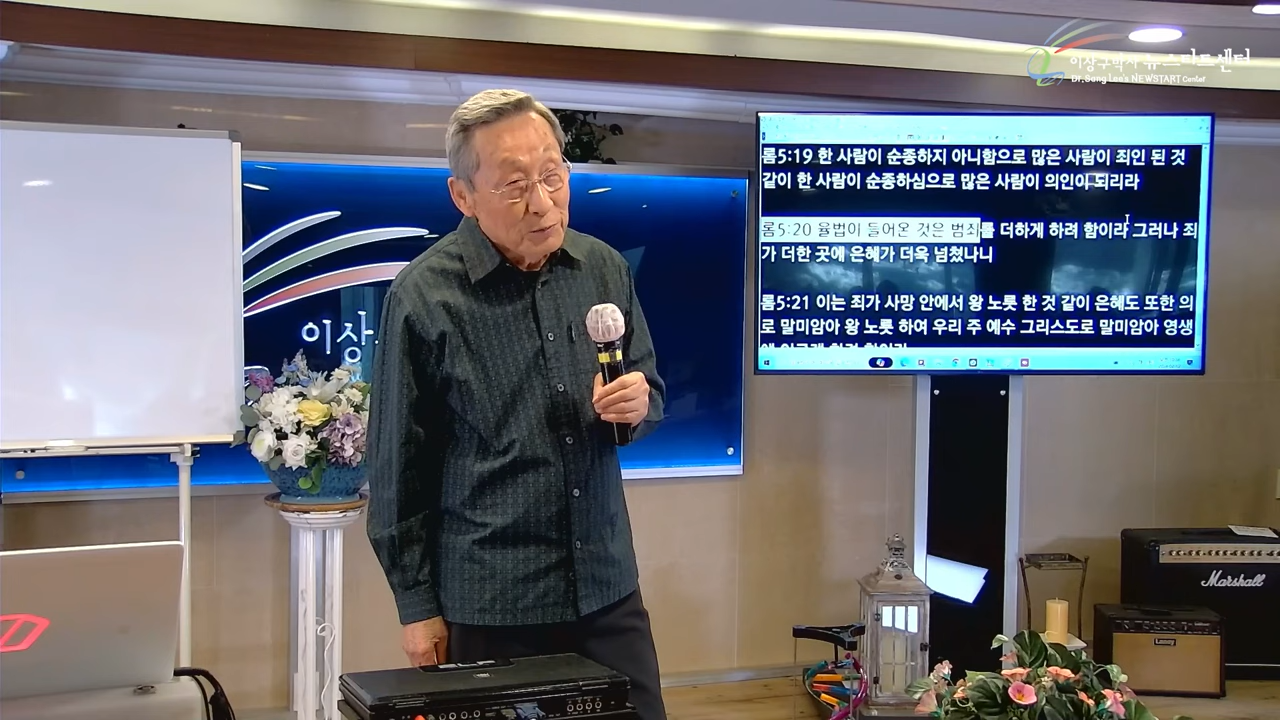 이상구박사 뉴스타트센터
Dr. Sang Lee's NEWSTART Center
롬5:19 한 사람이 순종하지 아니함으로 많은 사람이 죄인 된 것
같이 한 사람이 순종하심으로 많은 사람이 의인이 되리라
롬5:20 율법이 들어온 것은 범죄를 더하게 하려 함이라 그러나 죄
가 더한 곳에 은혜가 더욱 넘쳤나니
롬5:21 이는 죄가 사망 안에서 왕 노릇 한 것 같이 은혜도 또한 의
로 말미암아 왕 노릇 하여 우리 주 예수 그리스도로 말미암아 영생
이상
Marshall
Laney